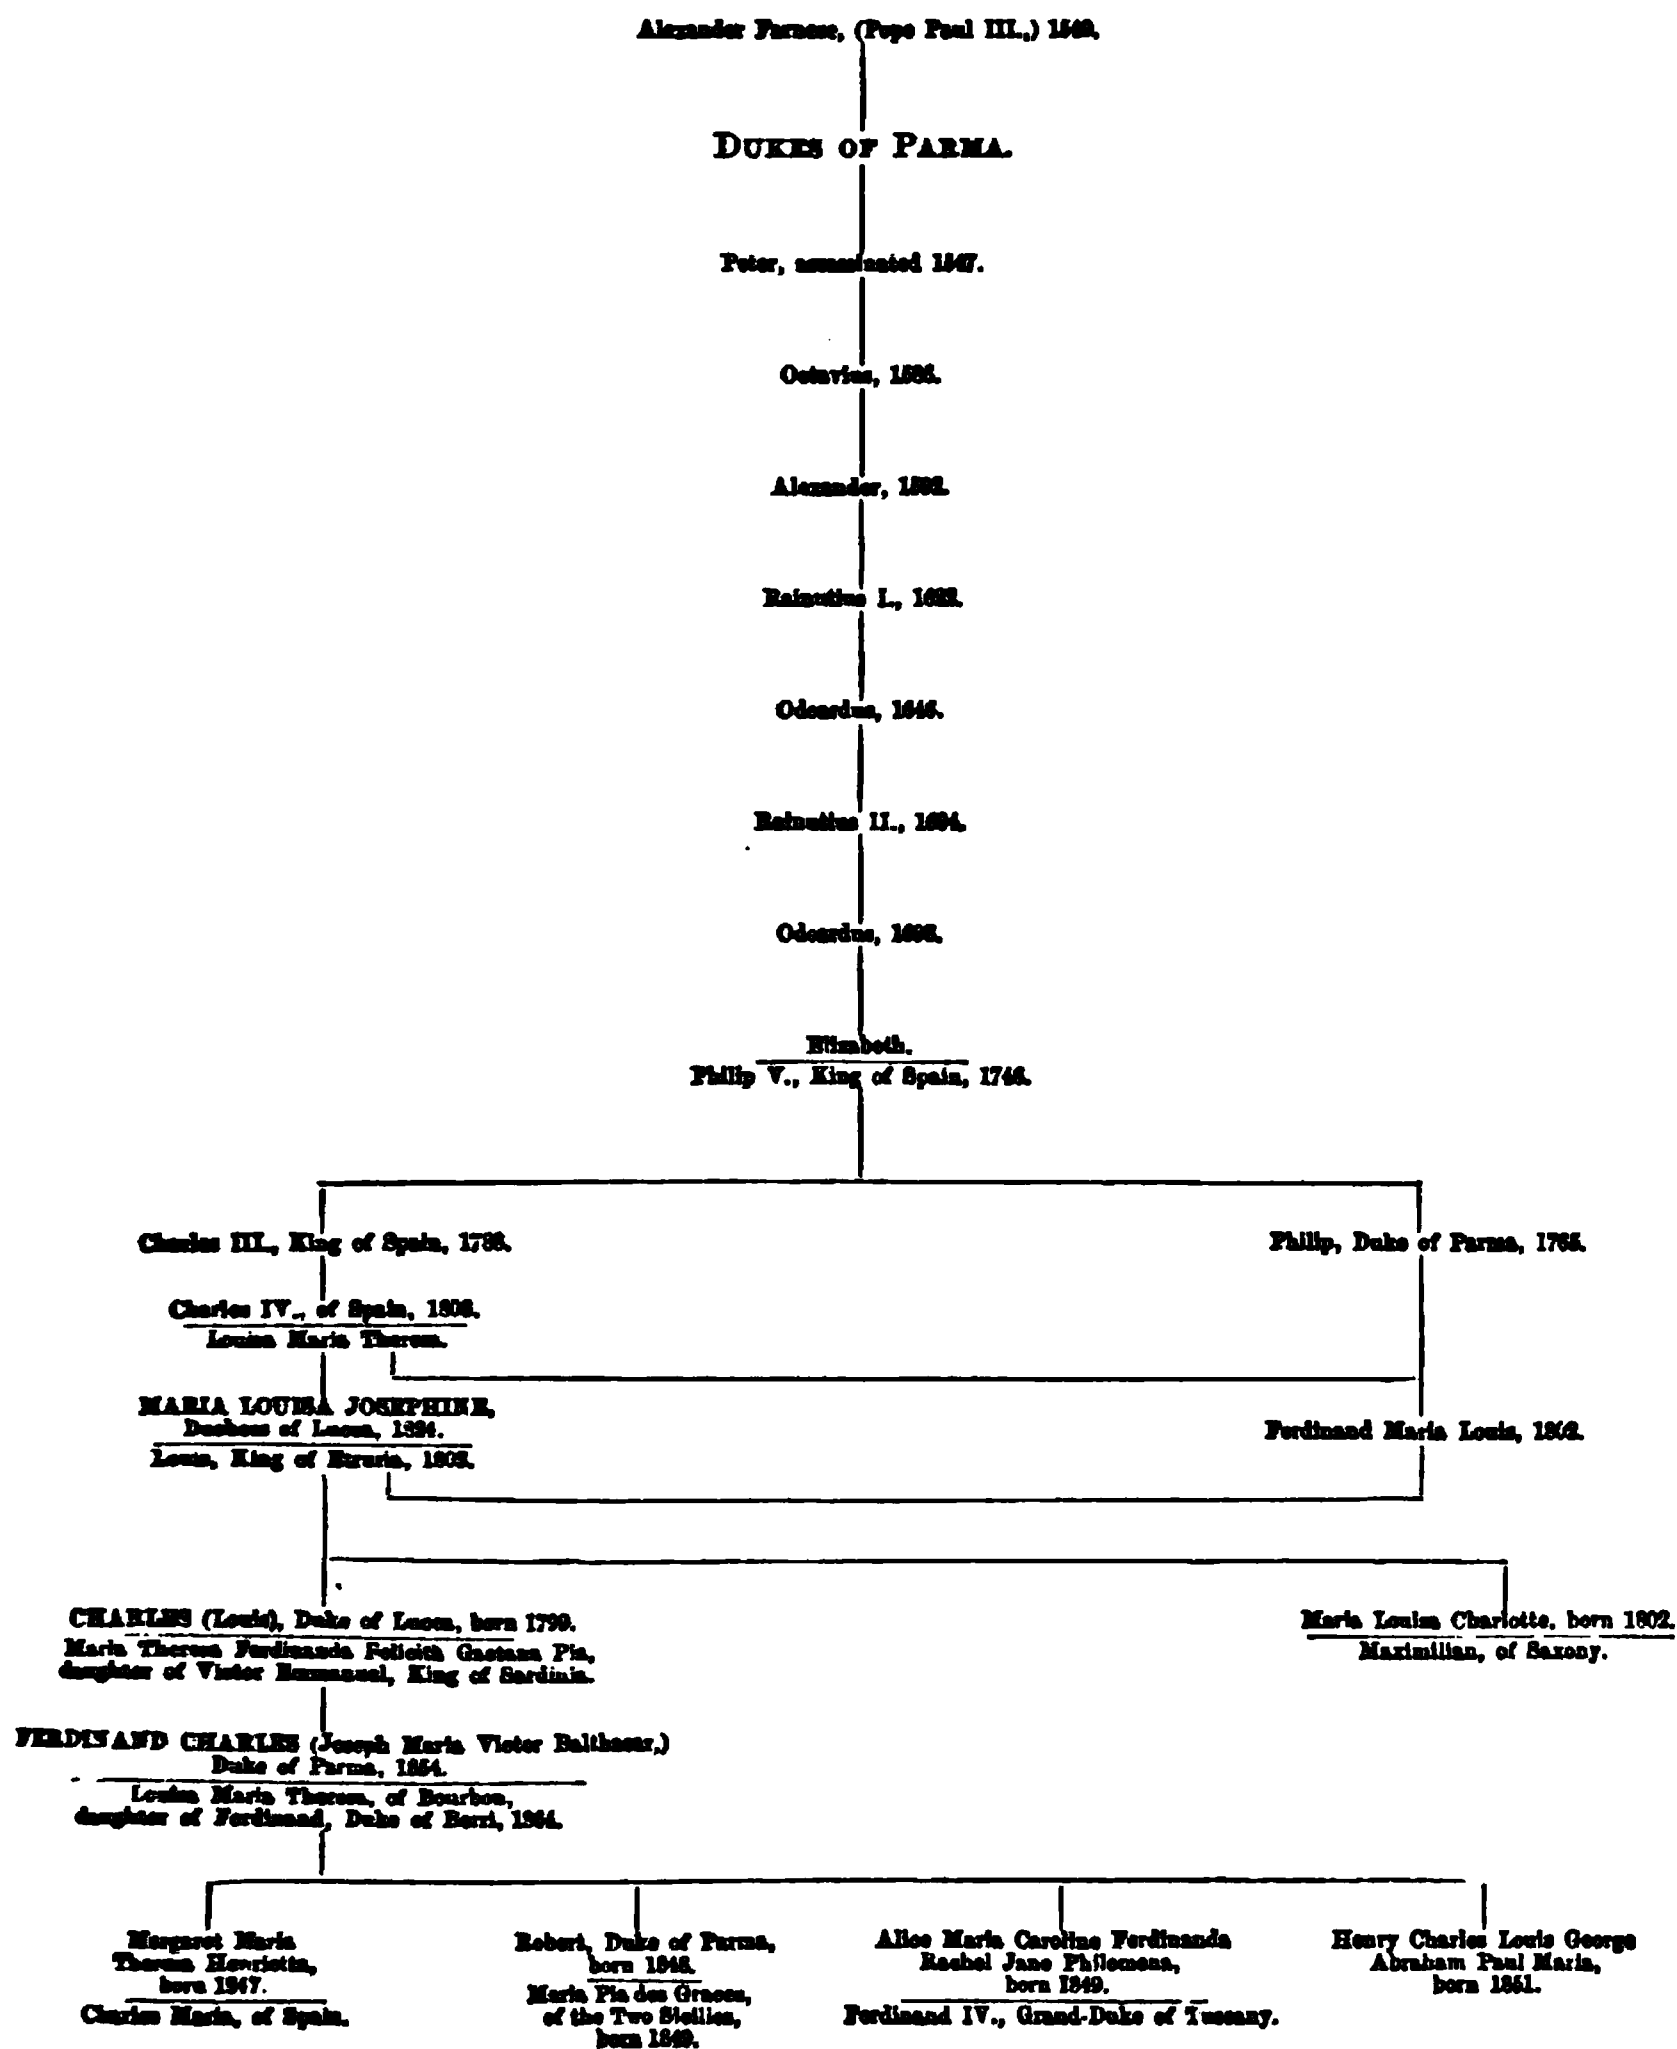 Alexander Farnese, (Pope Paul III.,) 1549.
DUKES OF PARMA.
Peter, assassinated 1547.
Octavius, 1586.
Alexander, 1592.
Rainutius I., 1622.
Odoardus, 1646.
Rainutius II., 1694.
Odoardus, 1693.
Elizabeth.
Philip V., King of Spain, 1746.
Charles III., King of Spain, 1788.
Philip, Duke of Parma, 1765.
Charles IV., of Spain, 1808.
Louisa Maria Theresa.
MARIA LOUISA JOSEPHINE,
Duchess of Lucca, 1824.
Louis, King of Etruria, 1803.
Ferdinand Maria Louis, 1802.
CHARLES (Louis), Duke of Lucca, born 1799.
Maria Theresa Ferdinanda Felicità Gaetana Pia,
daughter of Victor Emmanuel, King of Sardinia.
Maria Louisa Charlotte, born 1802.
Maximilian, of Saxony.
FERDINAND CHARLES (Joseph Maria Victor Balthasar,)
Duke of Parma, 1854.
Louisa Maria Theresa, of Bourbon,
daughter of Ferdinand, Duke of Berri, 1864.
Margaret Maria
Theresa Henrietta,
born 1847.
Charles Maria, of Spain.
Robert, Duke of Parma,
born 1848.
Maria Pia des Graces,
of the Two Sicilies,
born 1849.
Alice Maria Caroline Ferdinanda
Rachel Jane Philomena,
born 1849.
Ferdinand IV., Grand-Duke of Tuscany.
Henry Charles Louis George
Abraham Paul Maria,
born 1851.